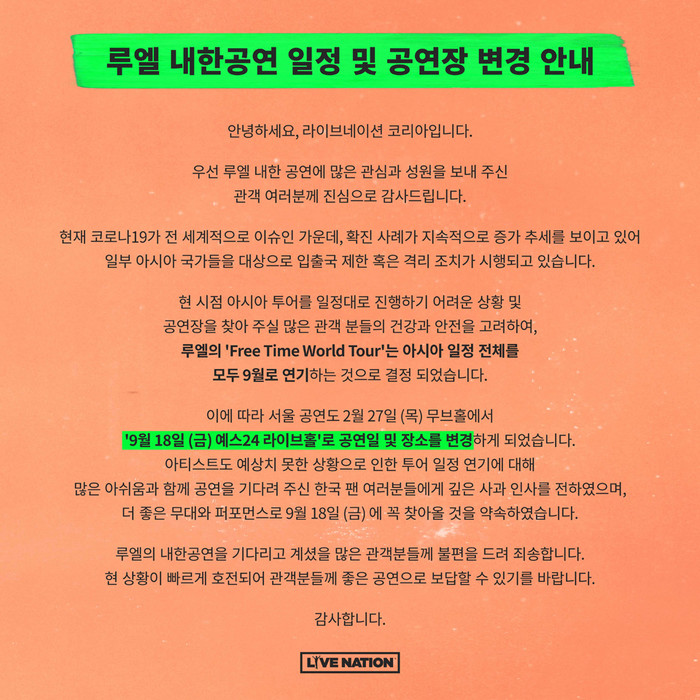 루엘 내한공연 일정 및 공연장 변경 안내
안녕하세요, 라이브네이션 코리아입니다.
우선 루엘 내한 공연에 많은 관심과 성원을 보내 주신
관객 여러분께 진심으로 감사드립니다.
현재 코로나19가 전 세계적으로 이슈인 가운데, 확진 사례가 지속적으로 증가 추세를 보이고 있어
일부 아시아 국가들을 대상으로 입출국 제한 혹은 격리 조치가 시행되고 있습니다.
현 시점 아시아 투어를 일정대로 진행하기 어려운 상황 및
공연장을 찾아 주실 많은 관객 분들의 건강과 안전을 고려하여,
루엘의 'Free Time World Tour'는 아시아 일정 전체를
모두 9월로 연기하는 것으로 결정 되었습니다.
이에 따라 서울 공연도 2월 27일 (목) 무브홀에서
'9월 18일 (금) 예스24 라이브홀'로 공연일 및 장소를 변경하게 되었습니다.
아티스트도 예상치 못한 상황으로 인한 투어 일정 연기에 대해
많은 아쉬움과 함께 공연을 기다려 주신 한국 팬 여러분들에게 깊은 사과 인사를 전하였으며,
더 좋은 무대와 퍼포먼스로 9월 18일 (금) 에 꼭 찾아올 것을 약속하였습니다.
루엘의 내한공연을 기다리고 계셨을 많은 관객분들께 불편을 드려 죄송합니다.
현 상황이 빠르게 호전되어 관객분들께 좋은 공연으로 보답할 수 있기를 바랍니다.
감사합니다.
LIVE NATION